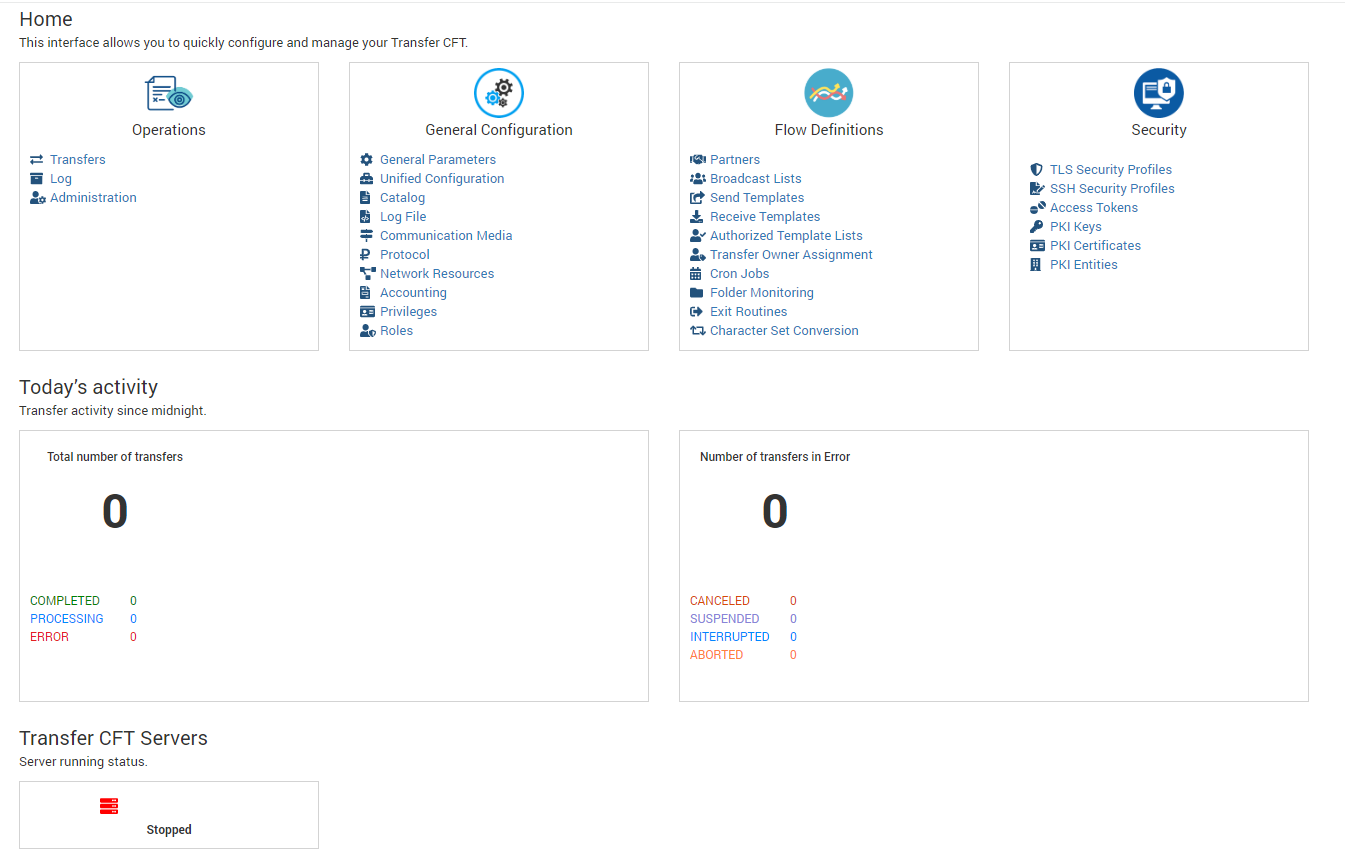 Home
This interface allows you to quickly configure and manage your Transfer CFT.
Operations
Transfers
Log
Administration
General Configuration
General Parameters
Unified Configuration
Catalog
Log File
Communication Media
Protocol
Network Resources
Accounting
Privileges
Roles
Flow Definitions
Partners
Broadcast Lists
Send Templates
Receive Templates
Authorized Template Lists
Transfer Owner Assignment
Cron Jobs
Folder Monitoring
Exit Routines
Character Set Conversion
Security
TLS Security Profiles
SSH Security Profiles
Access Tokens
PKI Keys
PKI Certificates
PKI Entities
Today’s activity
Transfer activity since midnight.
Total number of transfers
0
COMPLETED 0
PROCESSING 0
ERROR 0
Number of transfers in Error
0
CANCELED 0
SUSPENDED 0
INTERRUPTED 0
ABORTED 0
Transfer CFT Servers
Server running status.
Stopped